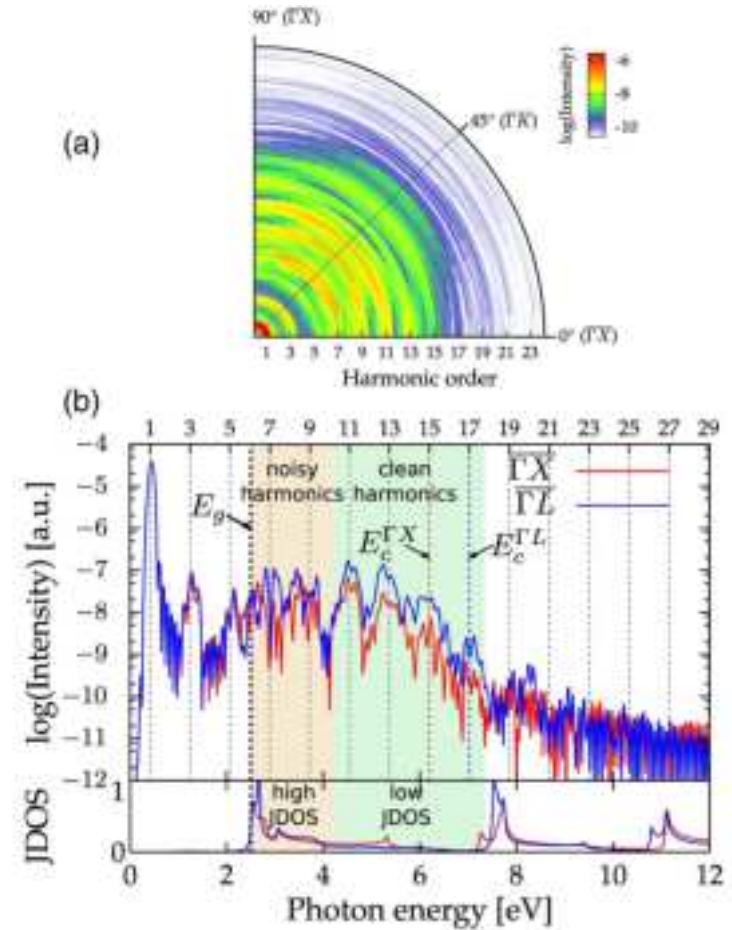 90° (ΓX)
(a)
45° (ΓK)
log(Intensity)
-6
-8
-10
0° (ΓX)
1 3 5 7 9 11 13 15 17 19 21 23
Harmonic order
(b)
1 3 5 7 9 11 13 15 17 19 21 23 25 27 29
-4
-5
-6
-7
-8
-9
-10
-11
-12
log(Intensity) [a.u.]
noisy
harmonics
clean
harmonics
ΓX
ΓL
E_g
E_c^ΓX
E_c^ΓL
1
0
JDOS
high
JDOS
low
JDOS
0 2 4 6 8 10 12
Photon energy [eV]